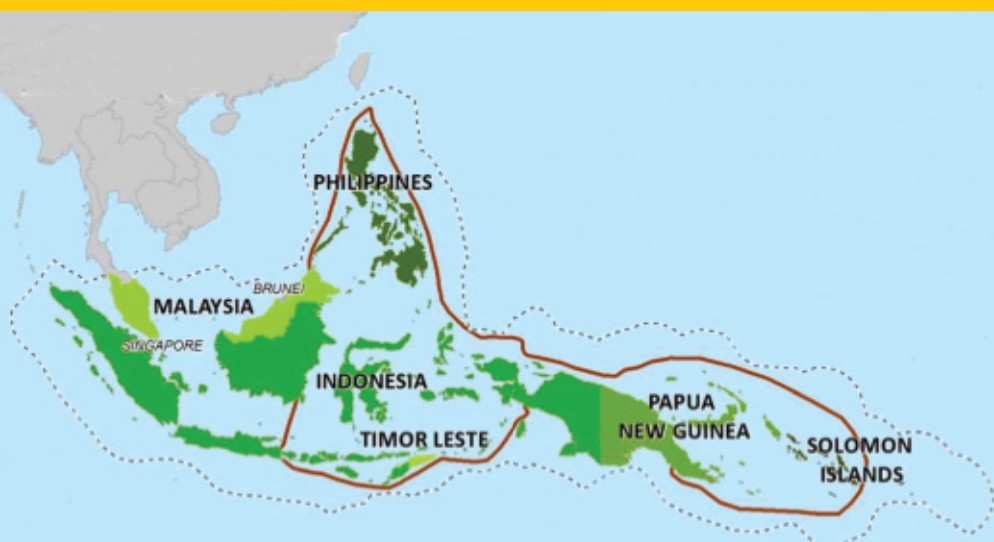 PHILIPPINES
BRUNEI
MALAYSIA
SINGAPORE
INDONESIA
TIMOR LESTE
PAPUA
NEW GUINEA
SOLOMON
ISLANDS